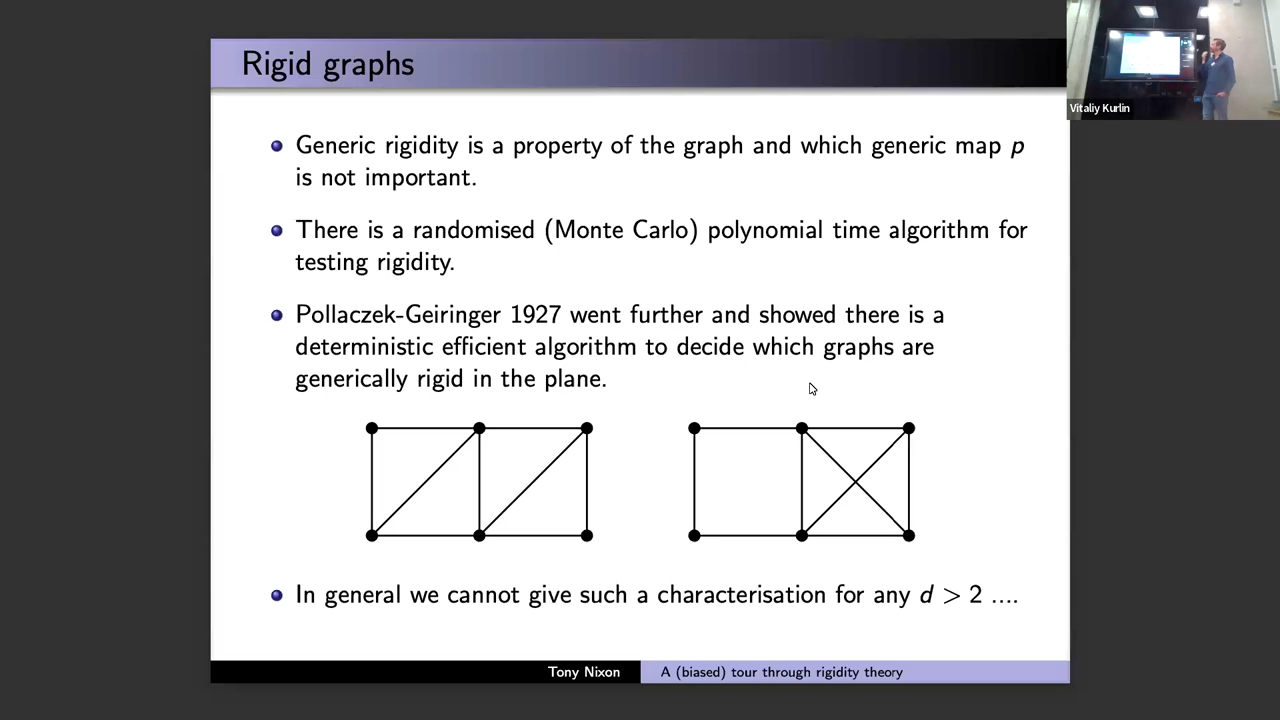 Rigid graphs
Vitaliy Kurlin
Generic rigidity is a property of the graph and which generic map p
is not important.
There is a randomised (Monte Carlo) polynomial time algorithm for
testing rigidity.
Pollaczek-Geiringer 1927 went further and showed there is a
deterministic efficient algorithm to decide which graphs are
generically rigid in the plane.
In general we cannot give such a characterisation for any d > 2 ....
Tony Nixon
A (biased) tour through rigidity theory